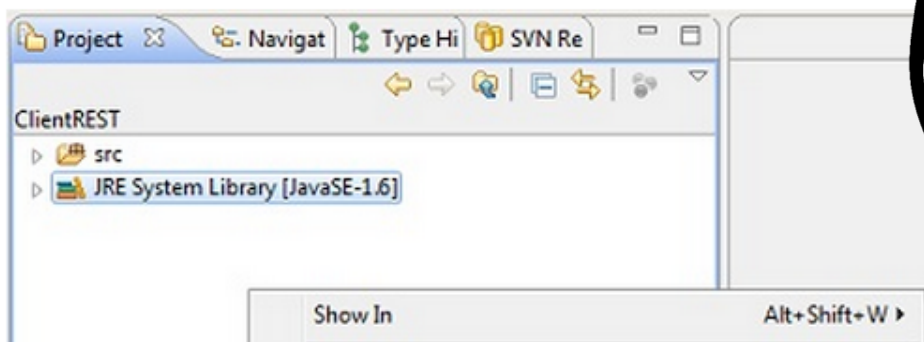 Project Navigat Type Hi SVN Re
ClientREST
src
JRE System Library [JavaSE-1.6]
Show In Alt+Shift+W